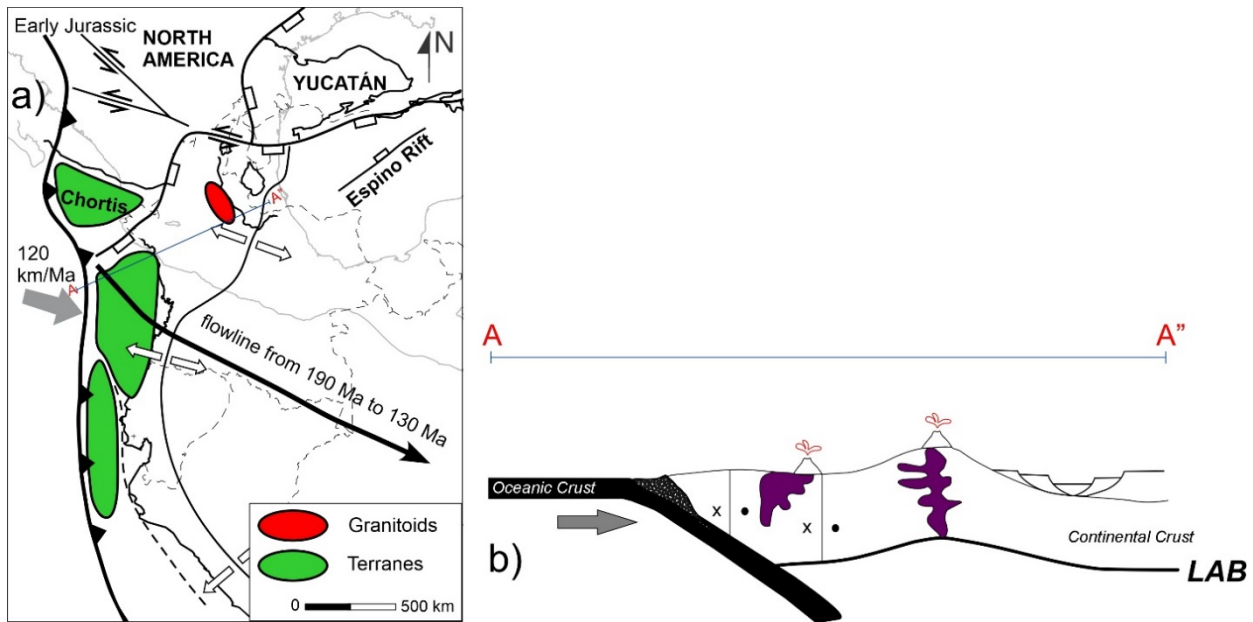 Early Jurassic
NORTH
AMERICA
N
a)
YUCATÁN
Espino Rift
Chortis
A"
120
km/Ma
A
flowline from 190 Ma to 130 Ma
Granitoids
Terranes
0 500 km
A A"
Oceanic Crust
x
x
Continental Crust
b)
LAB